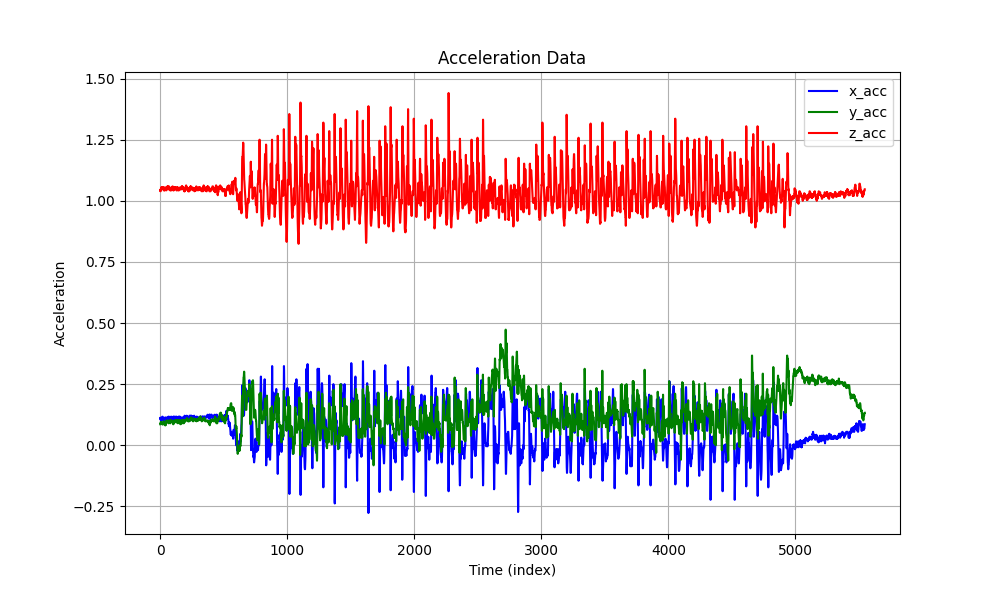 Acceleration Data
x_acc
y_acc
z_acc
1.50
1.25
1.00
0.75
0.50
0.25
0.00
−0.25
Acceleration
0 1000 2000 3000 4000 5000
Time (index)